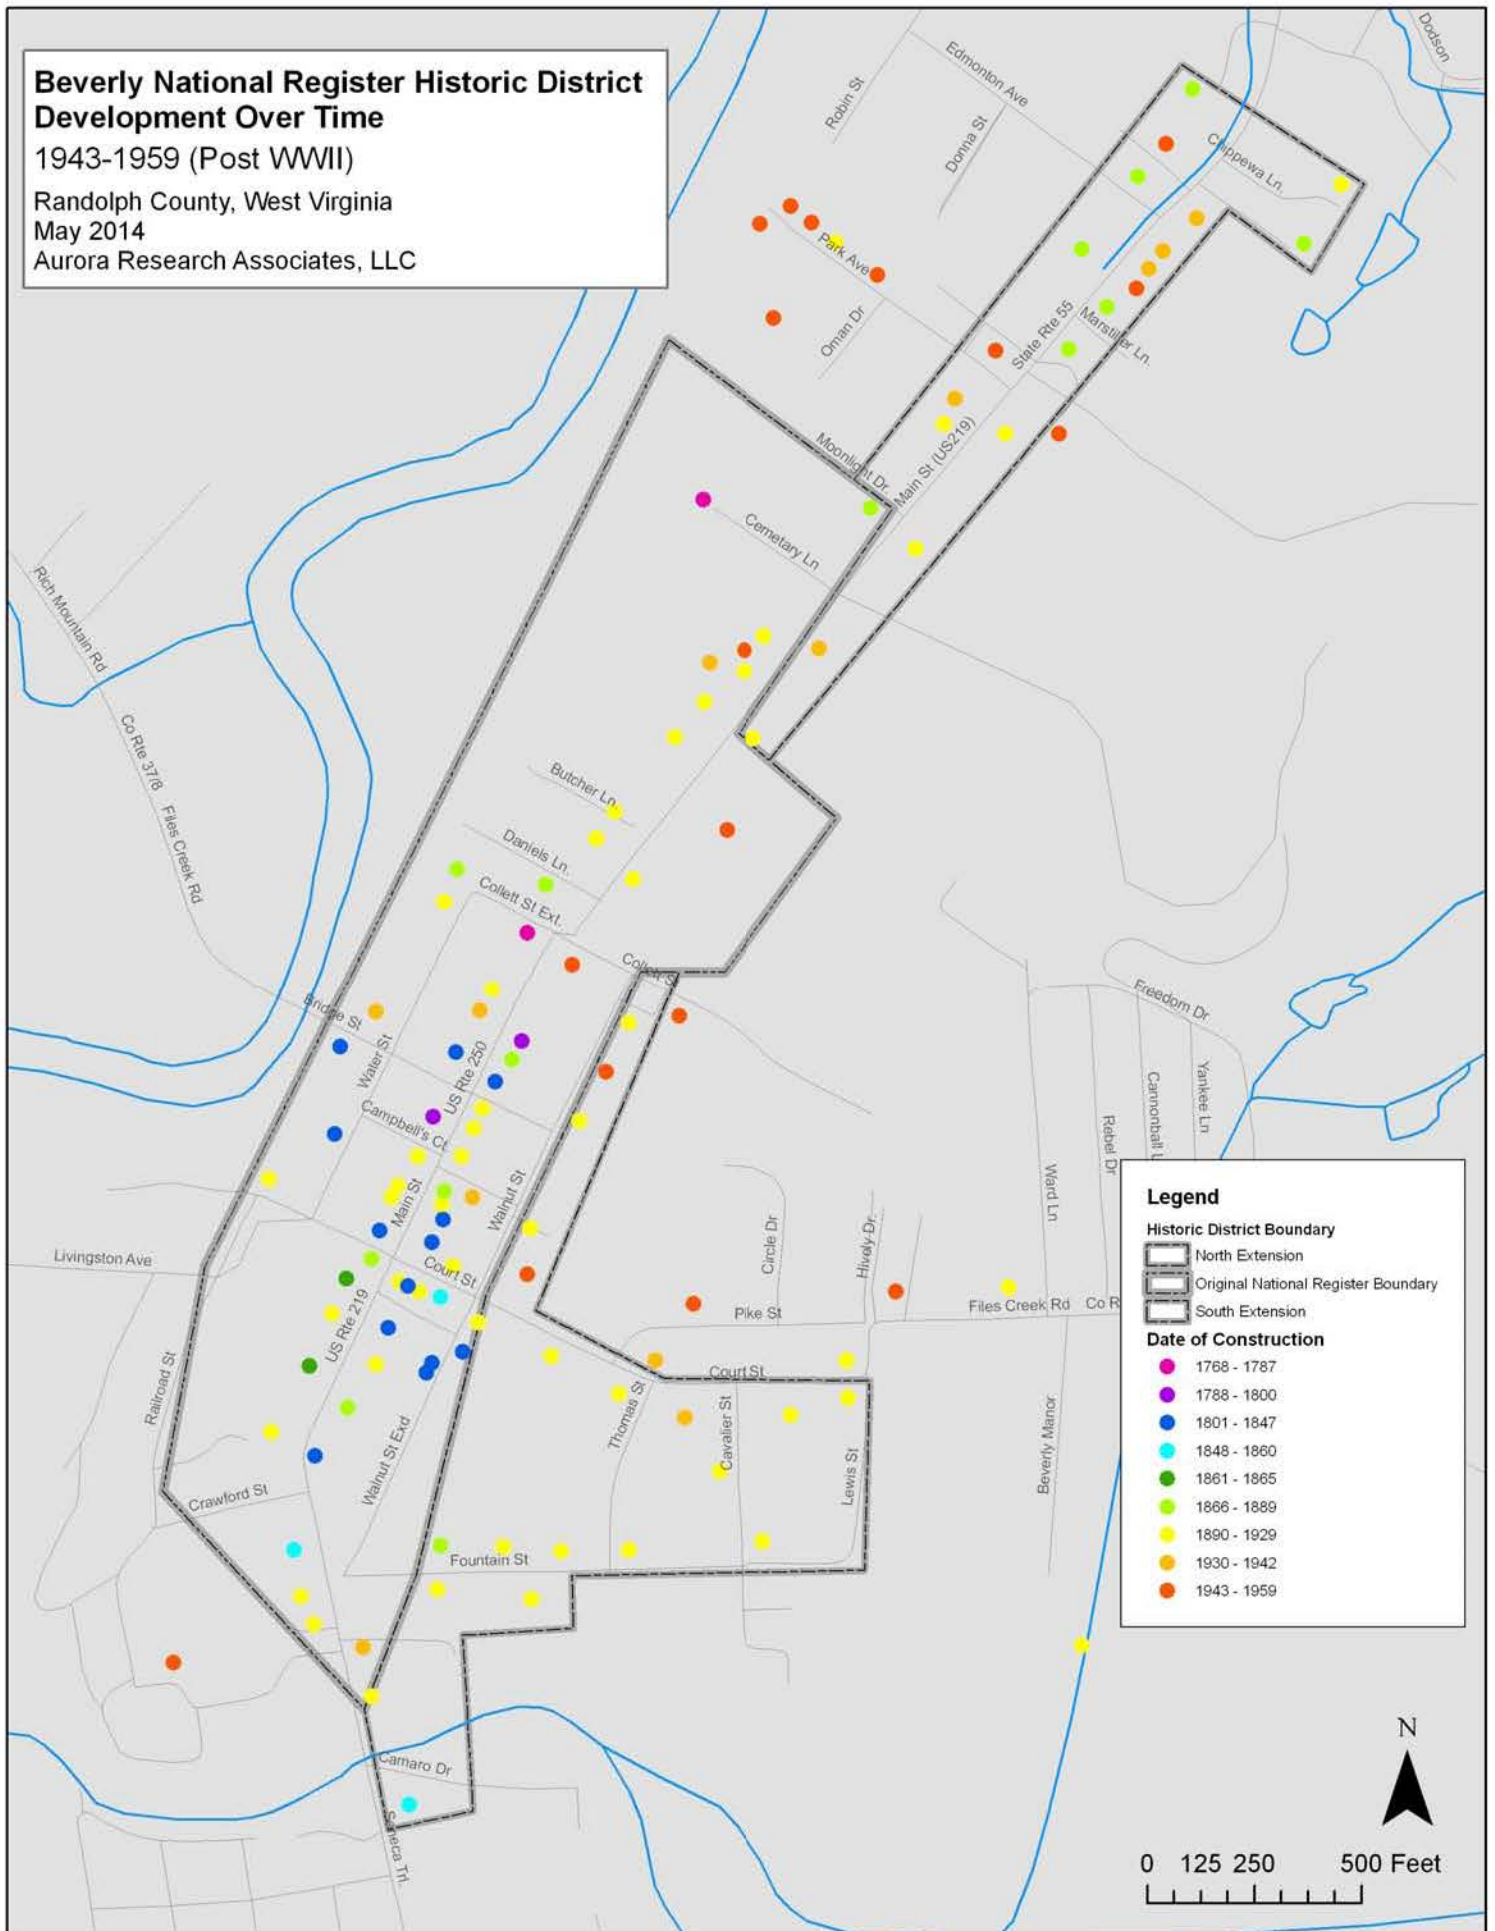 Beverly National Register Historic District
Development Over Time
1943-1959 (Post WWII)
Randolph County, West Virginia
May 2014
Aurora Research Associates, LLC
Dodson
Edmonton Ave
Robin St
Donna St
Chippewa Ln.
Park Ave
Oman Dr
State Rte 55
Marstiller Ln.
Moonlight Dr.
Main St (US219)
Cemetary Ln
Rich Mountain Rd
Co Rte 37/8
Files Creek Rd
Butcher Ln.
Daniels Ln.
Collett St Ext.
Collett St
Bridge St
Freedom Dr
Water St
US Rte 250
Campbell's Ct
Yankee Ln
Cannonball L
Rebel Dr
Ward Ln
Main St
Walnut St
Circle Dr
Hively Dr.
Livingston Ave
Court St
US Rte 219
Pike St
Files Creek Rd
Co R
Railroad St
Court St
Thomas St
Cavalier St
Lewis St
Beverly Manor
Walnut St Exd
Crawford St
Fountain St
Camaro Dr
Seneca Trl.
Legend
Historic District Boundary
North Extension
Original National Register Boundary
South Extension
Date of Construction
1768 - 1787
1788 - 1800
1801 - 1847
1848 - 1860
1861 - 1865
1866 - 1889
1890 - 1929
1930 - 1942
1943 - 1959
N
0 125 250 500 Feet